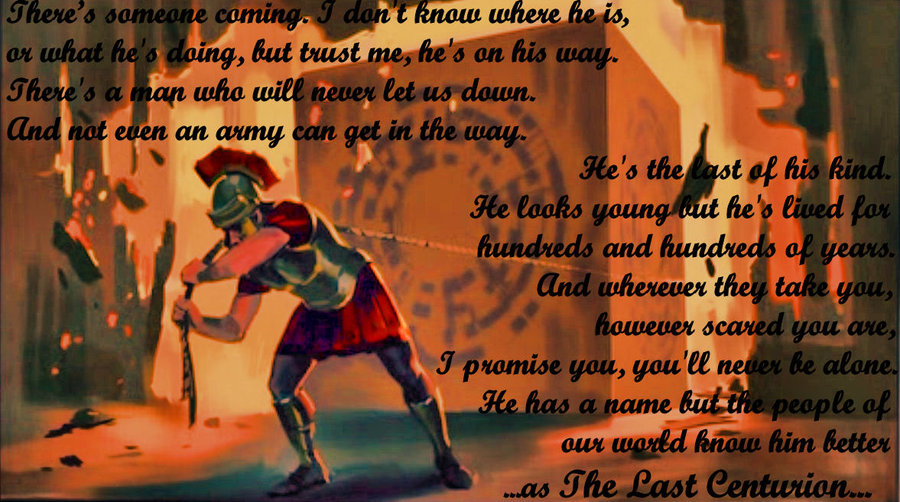 There's someone coming. I don't know where he is,
or what he's doing, but trust me, he's on his way.
There's a man who will never let us down.
And not even an army can get in the way.
He's the last of his kind.
He looks young but he's lived for
hundreds and hundreds of years.
And wherever they take you,
however scared you are,
I promise you, you'll never be alone.
He has a name but the people of
our world know him better
...as The Last Centurion...